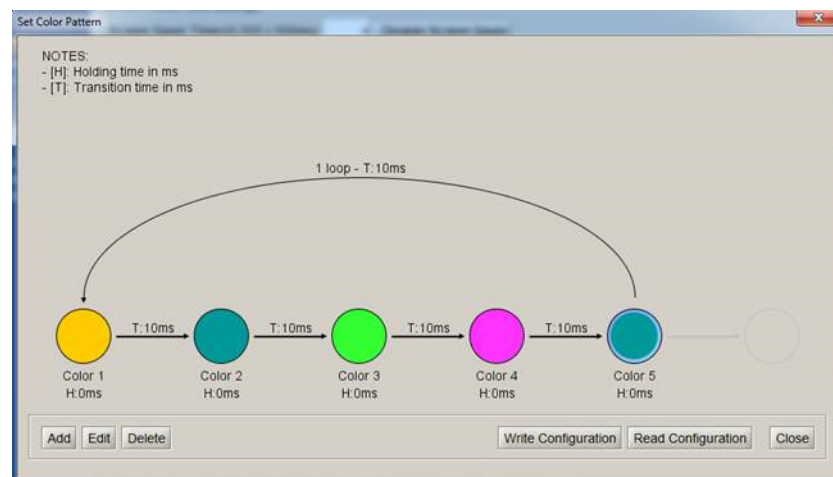 Set Color Pattern
NOTES:
- [H]: Holding time in ms
- [T]: Transition time in ms
1 loop - T:10ms
T:10ms T:10ms T:10ms T:10ms
Color 1 Color 2 Color 3 Color 4 Color 5
H:0ms H:0ms H:0ms H:0ms H:0ms
Add Edit Delete Write Configuration Read Configuration Close